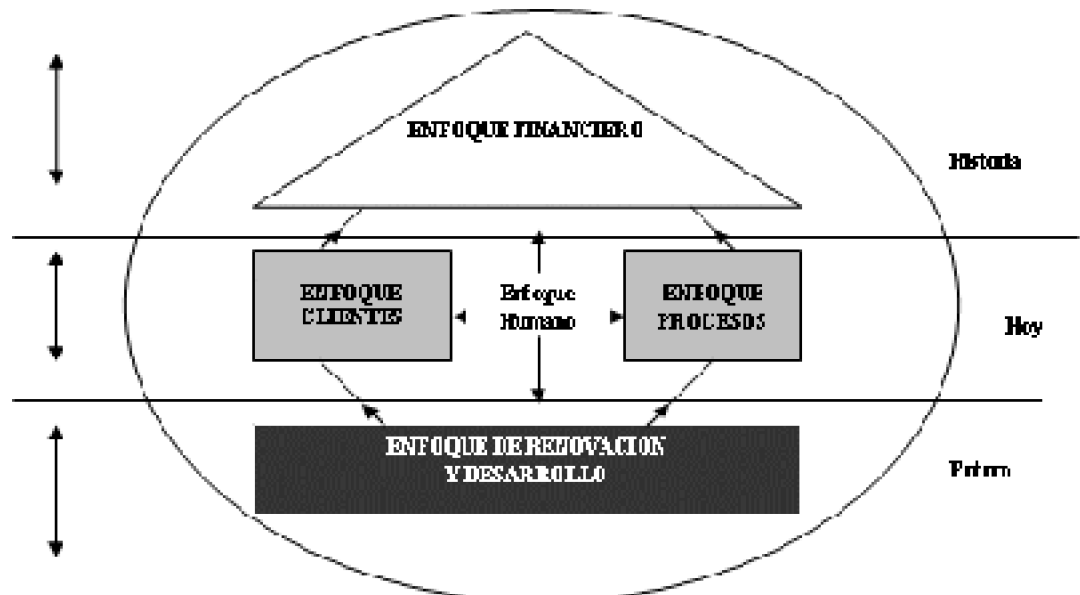 ENFOQUE FINANCIERO
Historia
ENFOQUE
CLIENTES
Enfoque
Humano
ENFOQUE
PROCESOS
Hoy
ENFOQUE DE RENOVACION
Y DESARROLLO
Futuro